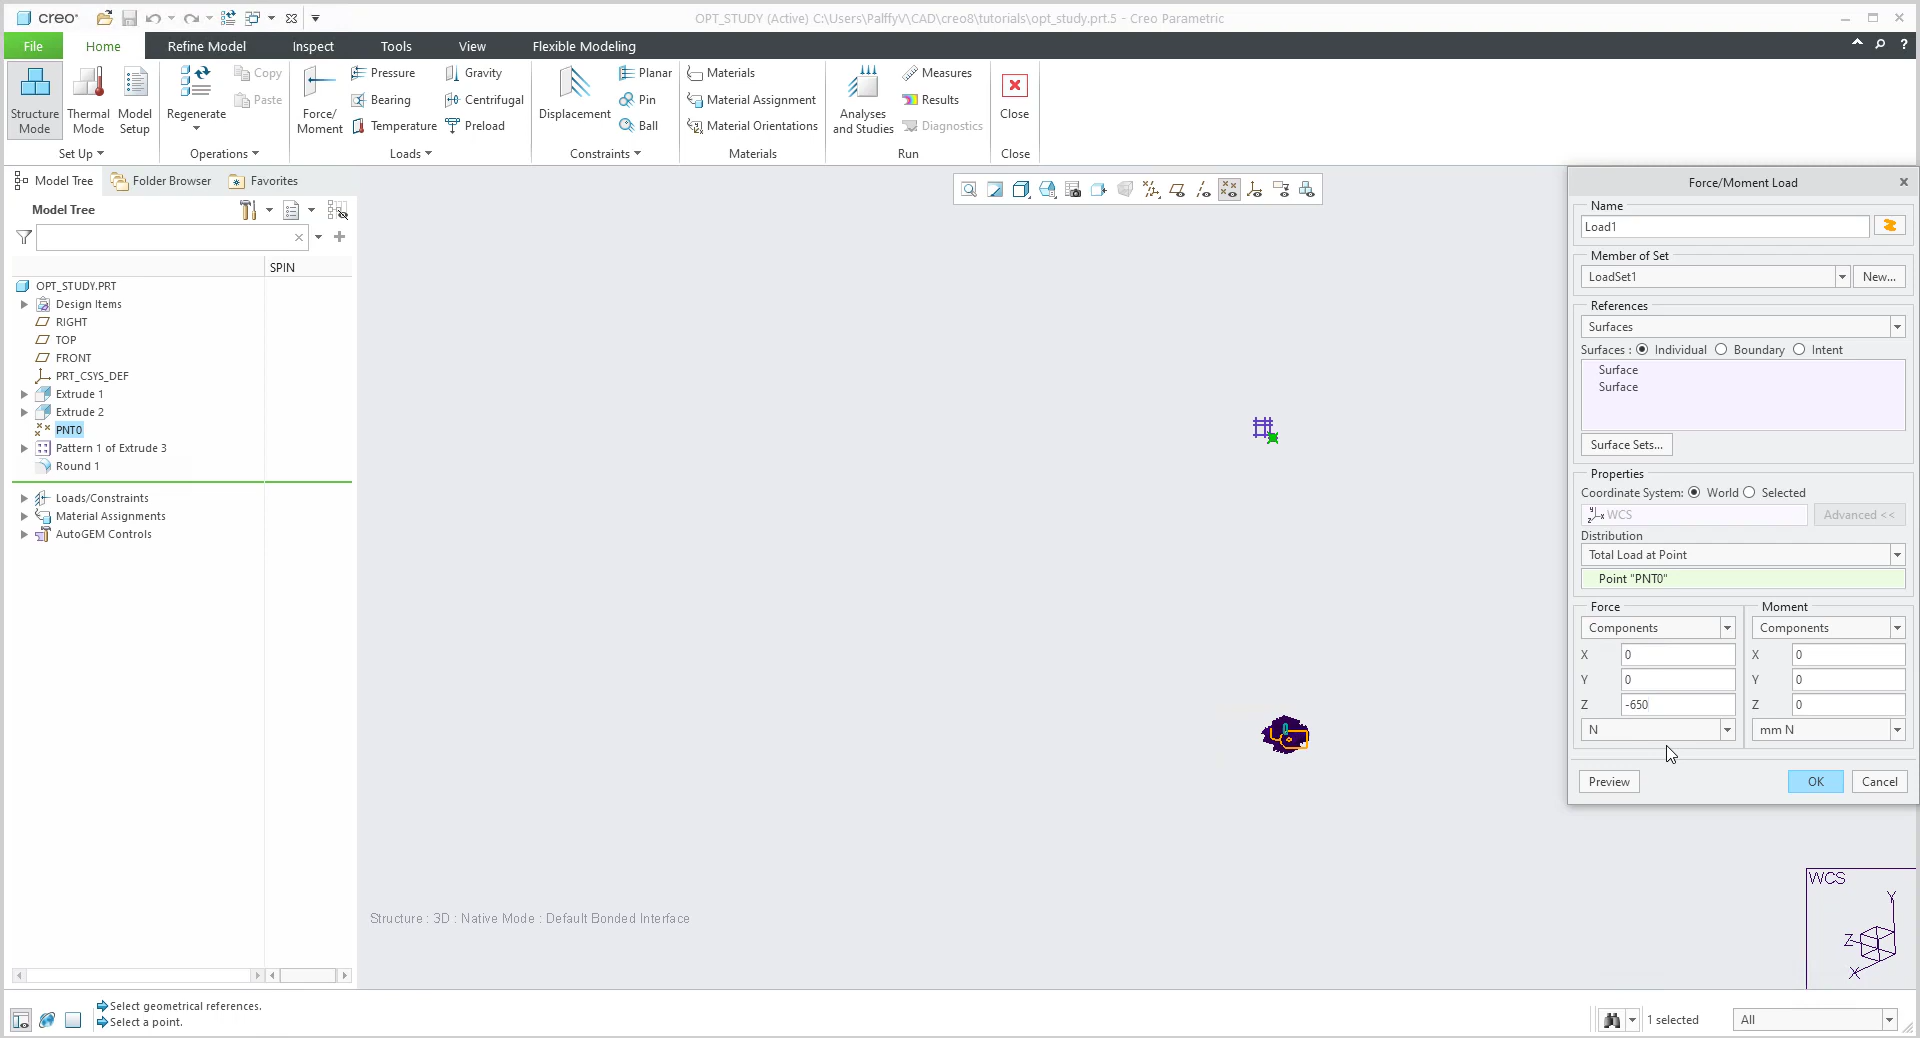 creo® OPT_STUDY (Active) C:\Users\PalffyV\CAD\creo8\tutorials\opt_study.prt.5 - Creo Parametric
File Home Refine Model Inspect Tools View Flexible Modeling
Structure Mode
Thermal Mode
Model Setup
Set Up
Regenerate
Copy
Paste
Operations
Force/ Moment
Pressure
Bearing
Temperature
Gravity
Centrifugal
Preload
Loads
Displacement
Planar
Pin
Ball
Constraints
Materials
Material Assignment
Material Orientations
Materials
Analyses and Studies
Measures
Results
Diagnostics
Run
Close
Close
Model Tree Folder Browser Favorites
Model Tree
SPIN
OPT_STUDY.PRT
Design Items
RIGHT
TOP
FRONT
PRT_CSYS_DEF
Extrude 1
Extrude 2
PNT0
Pattern 1 of Extrude 3
Round 1
Loads/Constraints
Material Assignments
AutoGEM Controls
Structure : 3D : Native Mode : Default Bonded Interface
Force/Moment Load
Name
Load1
Member of Set
LoadSet1 New...
References
Surfaces
Surfaces : Individual Boundary Intent
Surface
Surface
Surface Sets...
Properties
Coordinate System: World Selected
WCS Advanced <<
Distribution
Total Load at Point
Point "PNT0"
Force Moment
Components Components
X 0 X 0
Y 0 Y 0
Z -650 Z 0
N mm N
Preview OK Cancel
WCS
Y
Z
X
Select geometrical references.
Select a point.
1 selected All